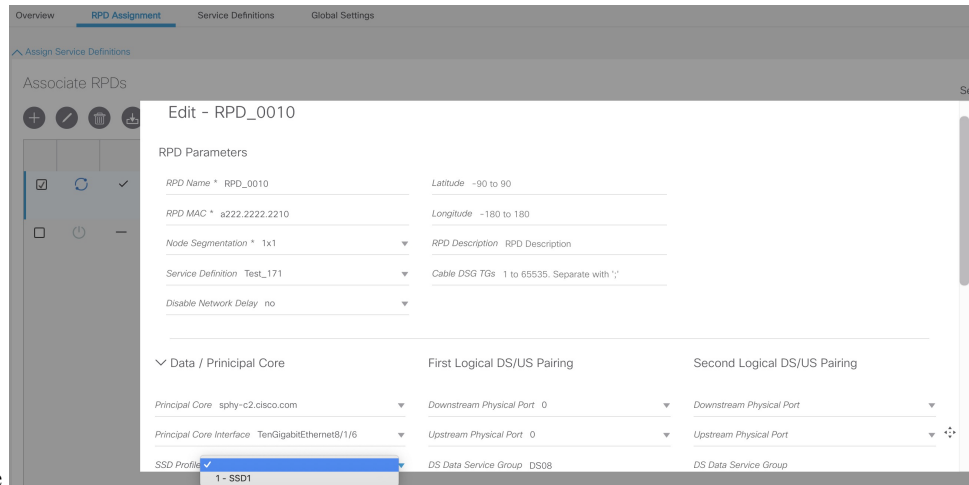 Overview RPD Assignment Service Definitions Global Settings
Assign Service Definitions
Associate RPDs
Edit - RPD_0010
RPD Parameters
RPD Name * RPD_0010 Latitude -90 to 90
RPD MAC * a222.2222.2210 Longitude -180 to 180
Node Segmentation * 1x1 RPD Description RPD Description
Service Definition Test_171 Cable DSG TGs 1 to 65535. Separate with ';'
Disable Network Delay no
Data / Prinicipal Core First Logical DS/US Pairing Second Logical DS/US Pairing
Principal Core sphy-c2.cisco.com Downstream Physical Port 0 Downstream Physical Port
Principal Core Interface TenGigabitEthernet8/1/6 Upstream Physical Port 0 Upstream Physical Port
SSD Profile DS Data Service Group DS08 DS Data Service Group
1 - SSD1